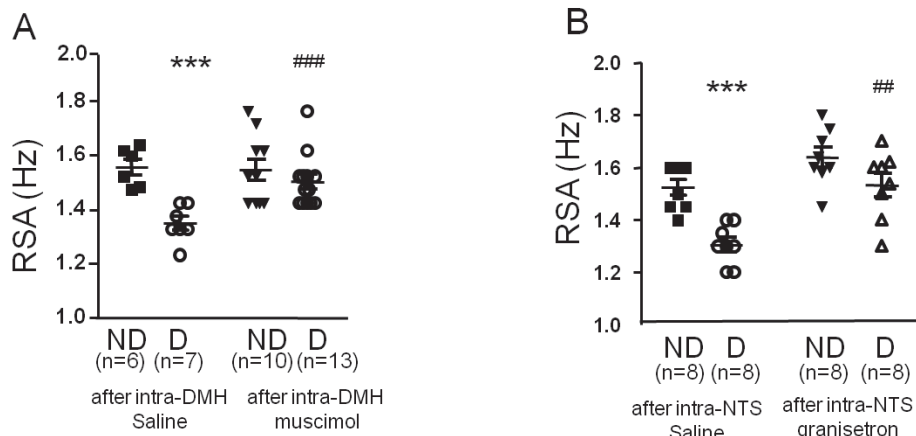 A
RSA (Hz)
2.0
1.8
1.6
1.4
1.2
1.0
***
###
ND D ND D
(n=6) (n=7) (n=10) (n=13)
after intra-DMH after intra-DMH
Saline muscimol
B
RSA (Hz)
2.0
1.8
1.6
1.4
1.2
1.0
***
##
ND D ND D
(n=8) (n=8) (n=8) (n=8)
after intra-NTS after intra-NTS
Saline granisetron